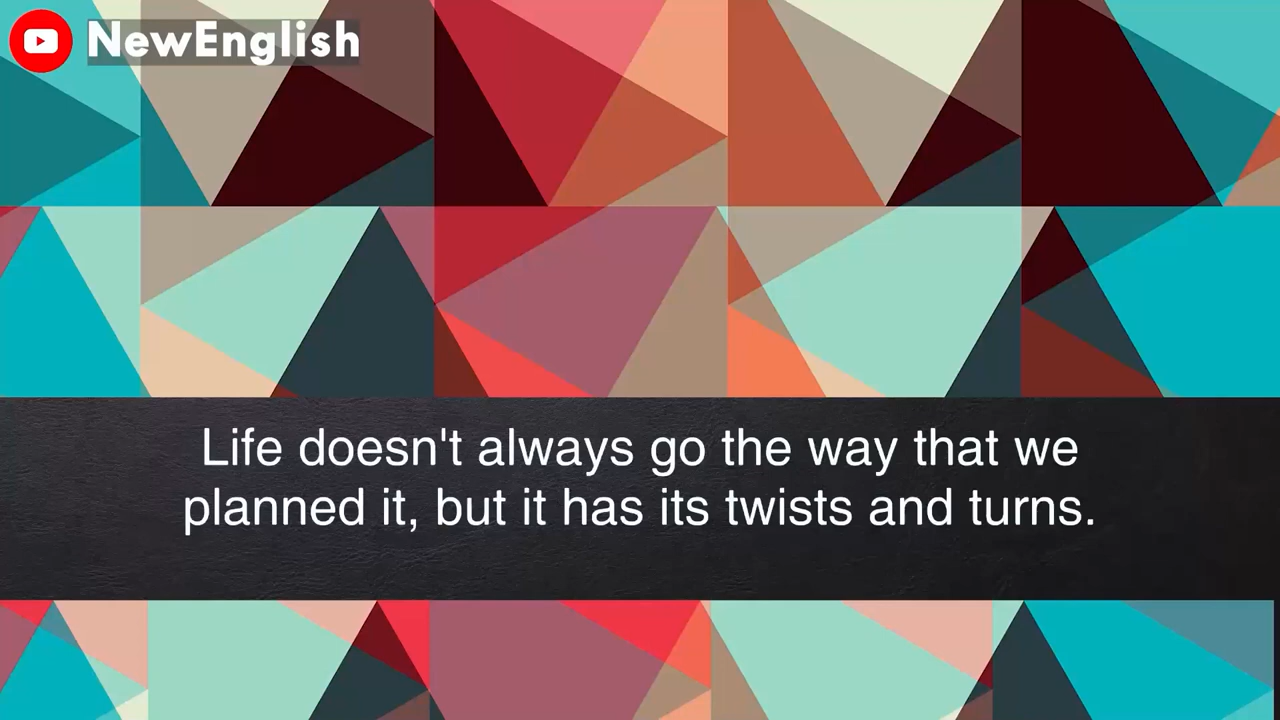 NewEnglish
Life doesn't always go the way that we
planned it, but it has its twists and turns.